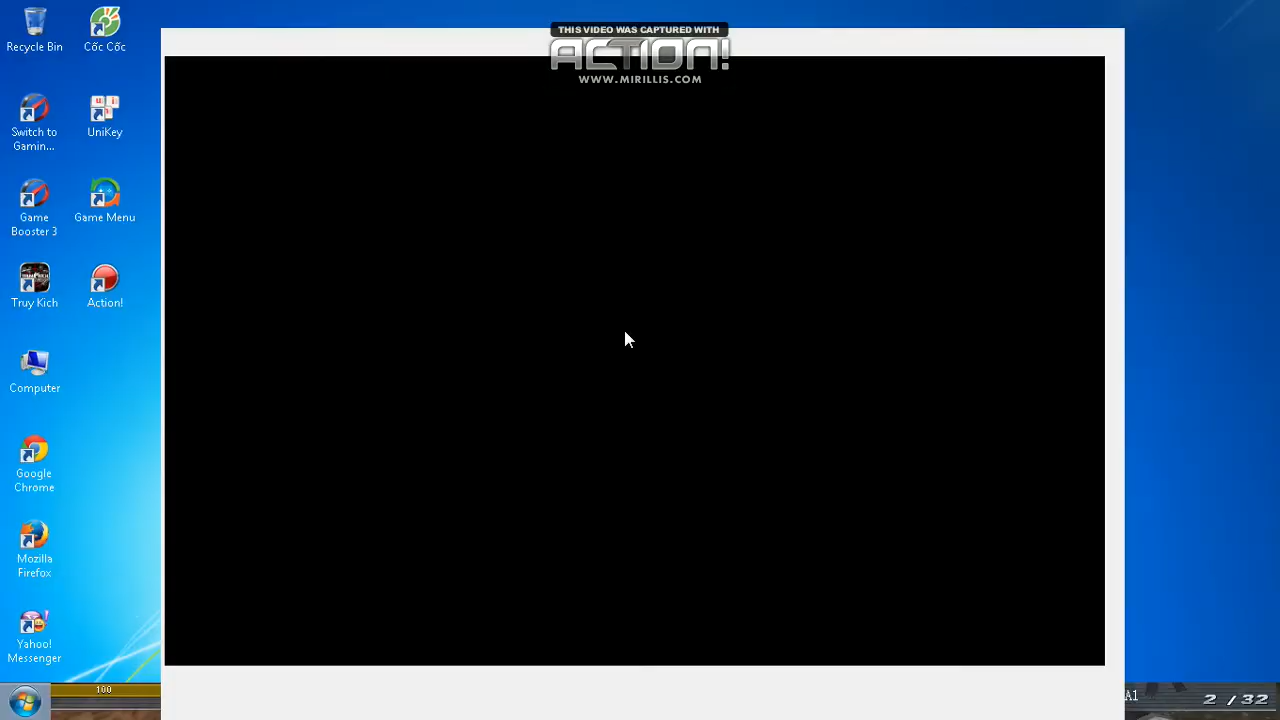 THIS VIDEO WAS CAPTURED WITH
ACTION!
WWW.MIRILLIS.COM
Recycle Bin
Cốc Cốc
Switch to
Gamin...
UniKey
Game
Booster 3
Game Menu
Truy Kich
Action!
Computer
Google
Chrome
Mozilla
Firefox
Yahoo!
Messenger
100
A1
2 / 32